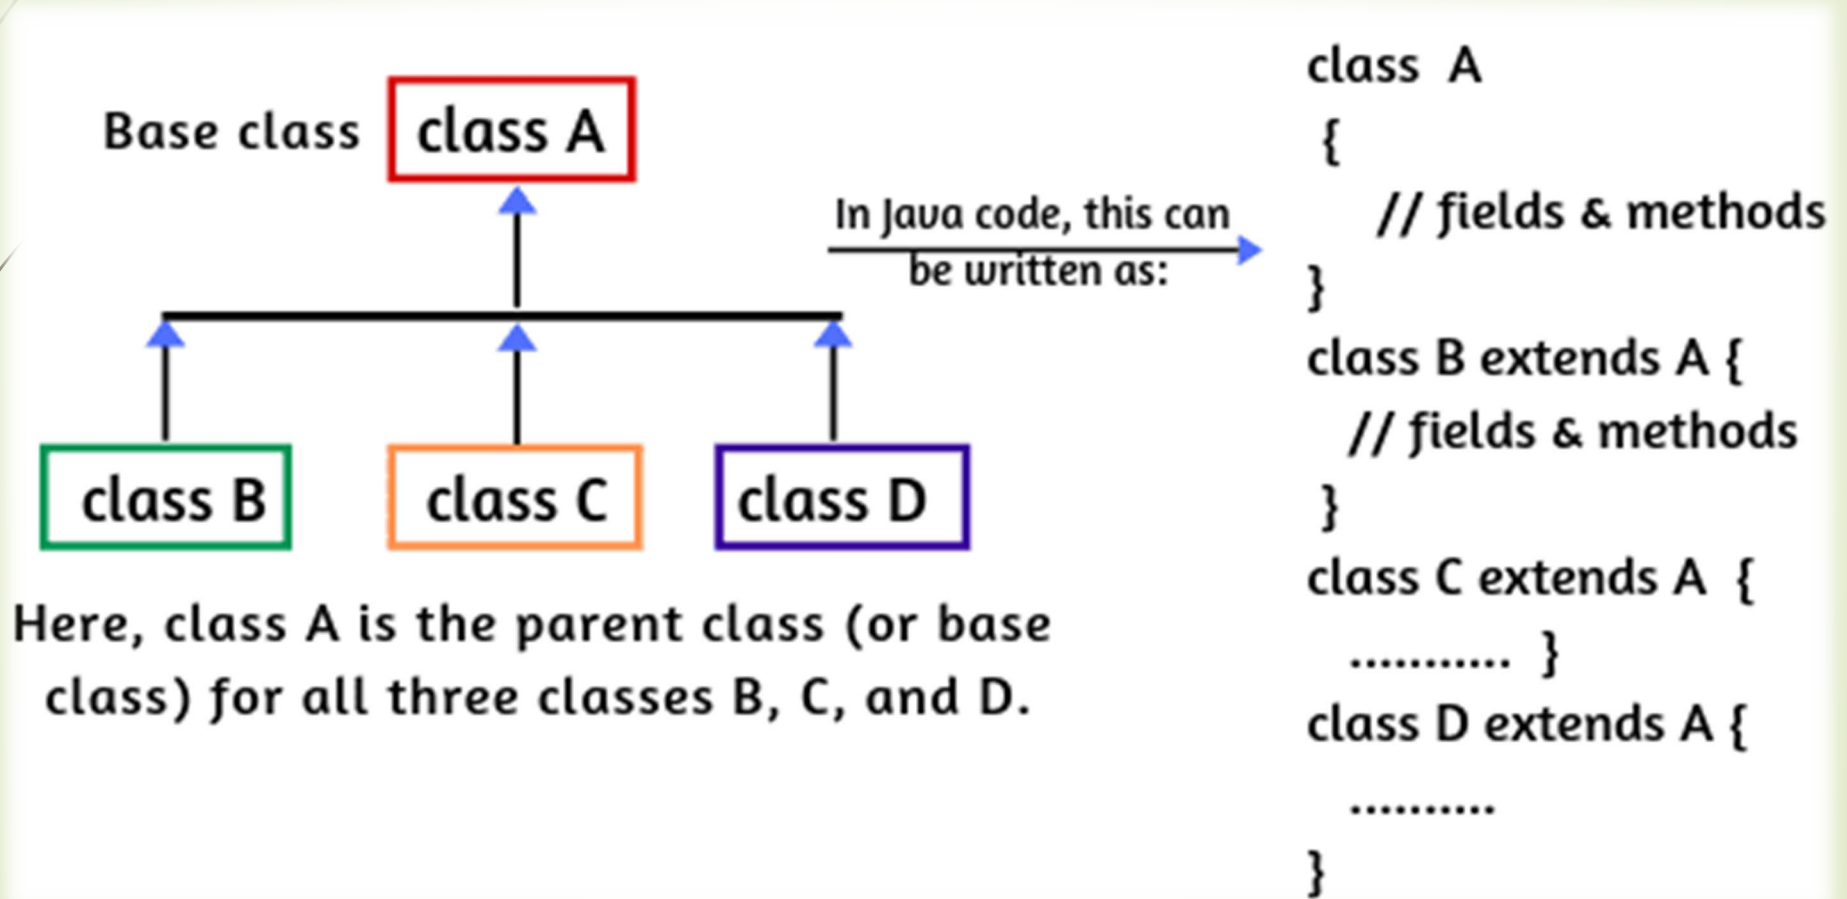 Base class
class A
In Java code, this can
be written as:
class B
class C
class D
Here, class A is the parent class (or base
class) for all three classes B, C, and D.
class A
{
// fields & methods
}
class B extends A {
// fields & methods
}
class C extends A {
........... }
class D extends A {
..........
}